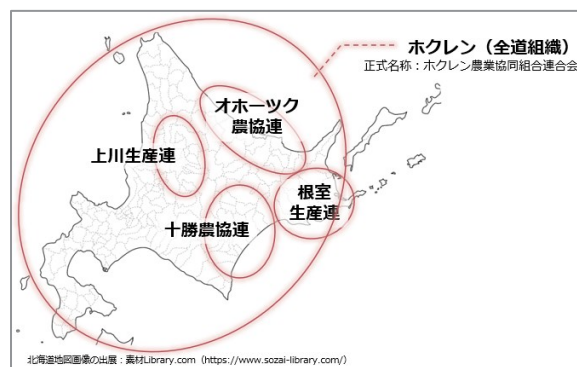 ホクレン（全道組織）
正式名称：ホクレン農業協同組合連合会
オホーツク
農協連
上川生産連
根室
生産連
十勝農協連
北海道地図画像の出展：素材Library.com（https://www.sozai-library.com/）